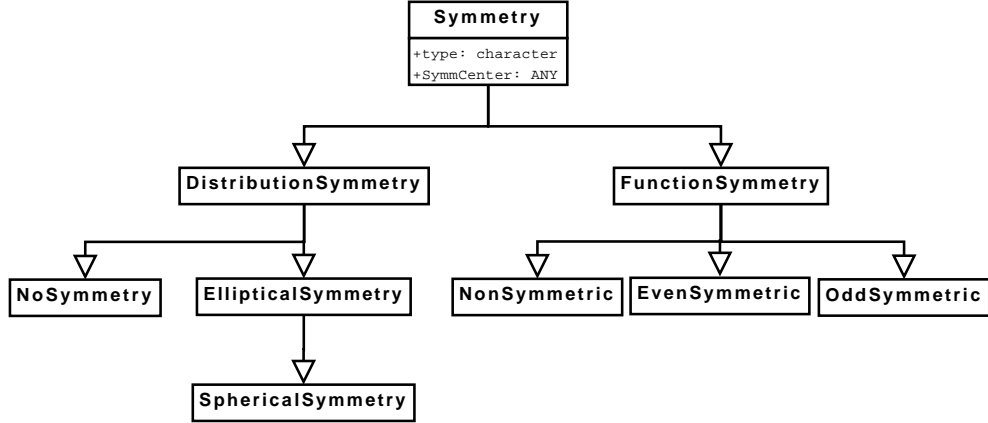 Symmetry
+type: character
+SymmCenter: ANY
DistributionSymmetry
FunctionSymmetry
NoSymmetry
EllipticalSymmetry
NonSymmetric
EvenSymmetric
OddSymmetric
SphericalSymmetry